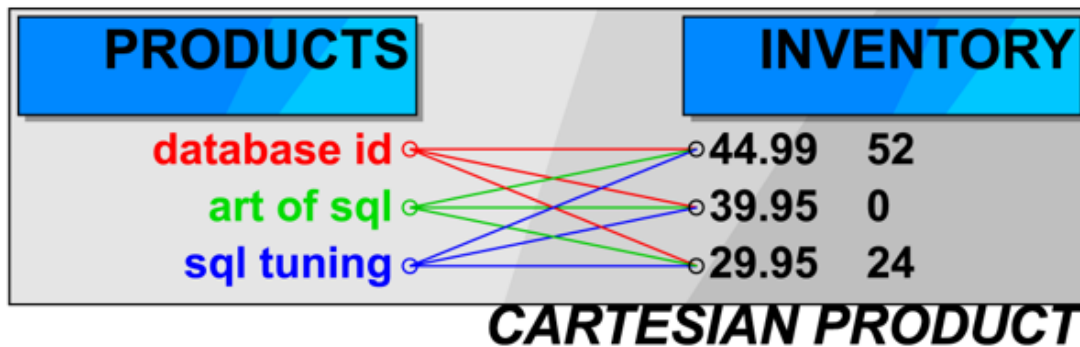 PRODUCTS INVENTORY
database id 44.99 52
art of sql 39.95 0
sql tuning 29.95 24
CARTESIAN PRODUCT